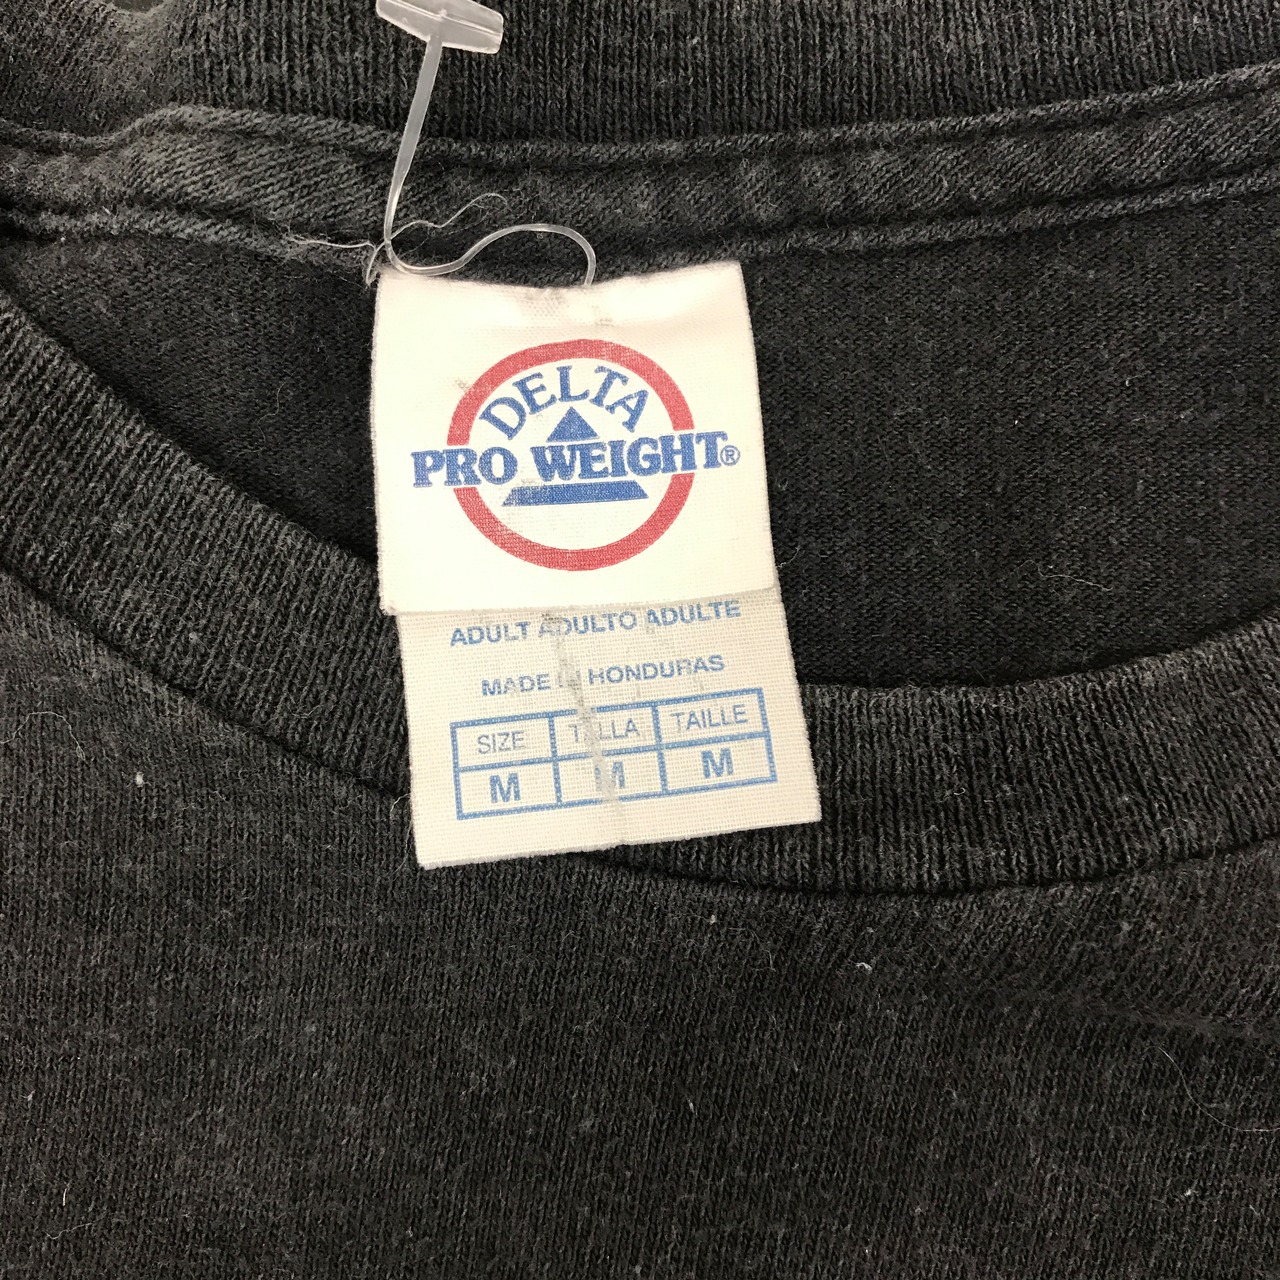 DELTA
PRO WEIGHT®
ADULT ADULTO ADULTE
MADE IN HONDURAS
SIZE TALLA TAILLE
M M M